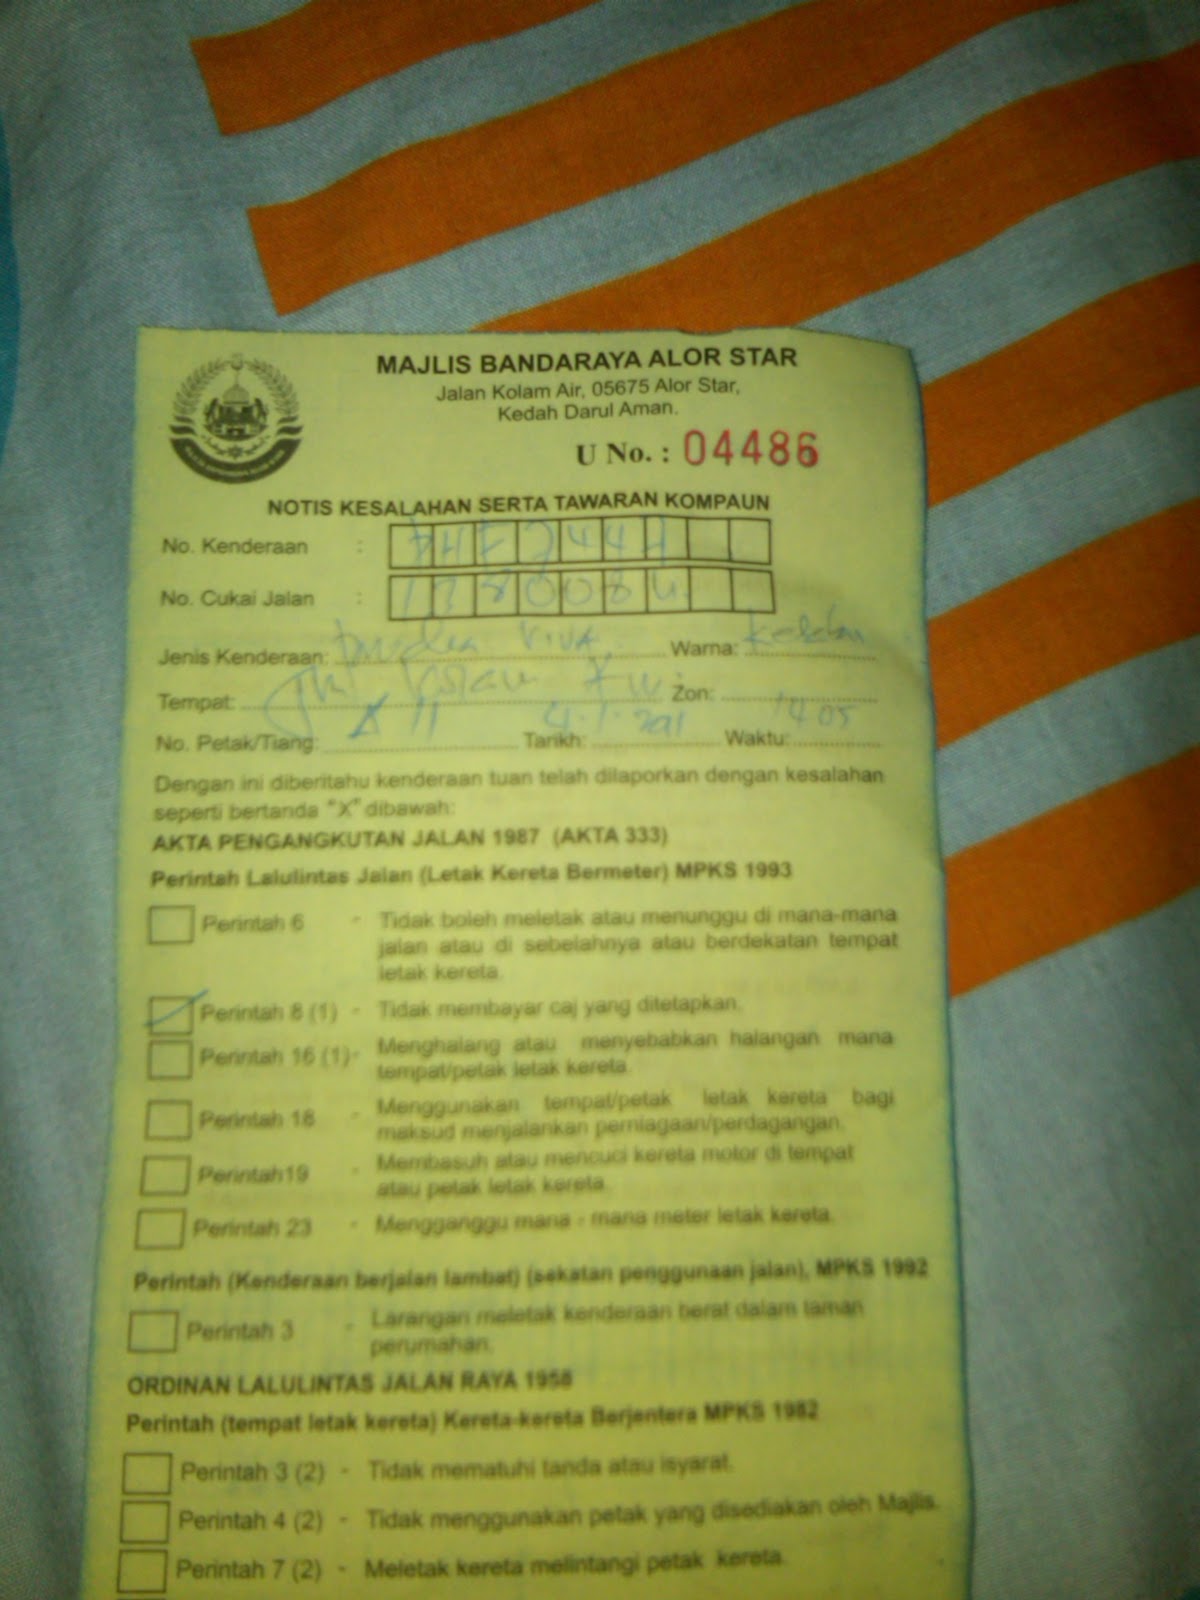 MAJLIS BANDARAYA ALOR STAR
Jalan Kolam Air, 05675 Alor Star,
Kedah Darul Aman.
U No. : 04486
NOTIS KESALAHAN SERTA TAWARAN KOMPAUN
No. Kenderaan :
No. Cukai Jalan :
Jenis Kenderaan: Viva Warna:
Tempat: Zon:
No. Petak/Tiang: Tarikh: Waktu: 1405
Dengan ini diberitahu kenderaan tuan telah dilaporkan dengan kesalahan
seperti bertanda "X" dibawah:
AKTA PENGANGKUTAN JALAN 1987 (AKTA 333)
Perintah Lalulintas Jalan (Letak Kereta Bermeter) MPKS 1993
Perintah 6 - Tidak boleh meletak atau menunggu di mana-mana
jalan atau di sebelahnya atau berdekatan tempat
letak kereta.
Perintah 8 (1) - Tidak membayar caj yang ditetapkan.
Perintah 16 (1)- Menghalang atau menyebabkan halangan mana
tempat/petak letak kereta.
Perintah 18 - Menggunakan tempat/petak letak kereta bagi
maksud menjalankan perniagaan/perdagangan.
Perintah19 - Membasuh atau mencuci kereta motor di tempat
atau petak letak kereta.
Perintah 23 - Mengganggu mana - mana meter letak kereta.
Perintah (Kenderaan berjalan lambat) (sekatan penggunaan jalan), MPKS 1992
Perintah 3 - Larangan meletak kenderaan berat dalam taman
perumahan.
ORDINAN LALULINTAS JALAN RAYA 1958
Perintah (tempat letak kereta) Kereta-kereta Berjentera MPKS 1982
Perintah 3 (2) - Tidak mematuhi tanda atau isyarat.
Perintah 4 (2) - Tidak menggunakan petak yang disediakan oleh Majlis.
Perintah 7 (2) - Meletak kereta melintangi petak kereta.